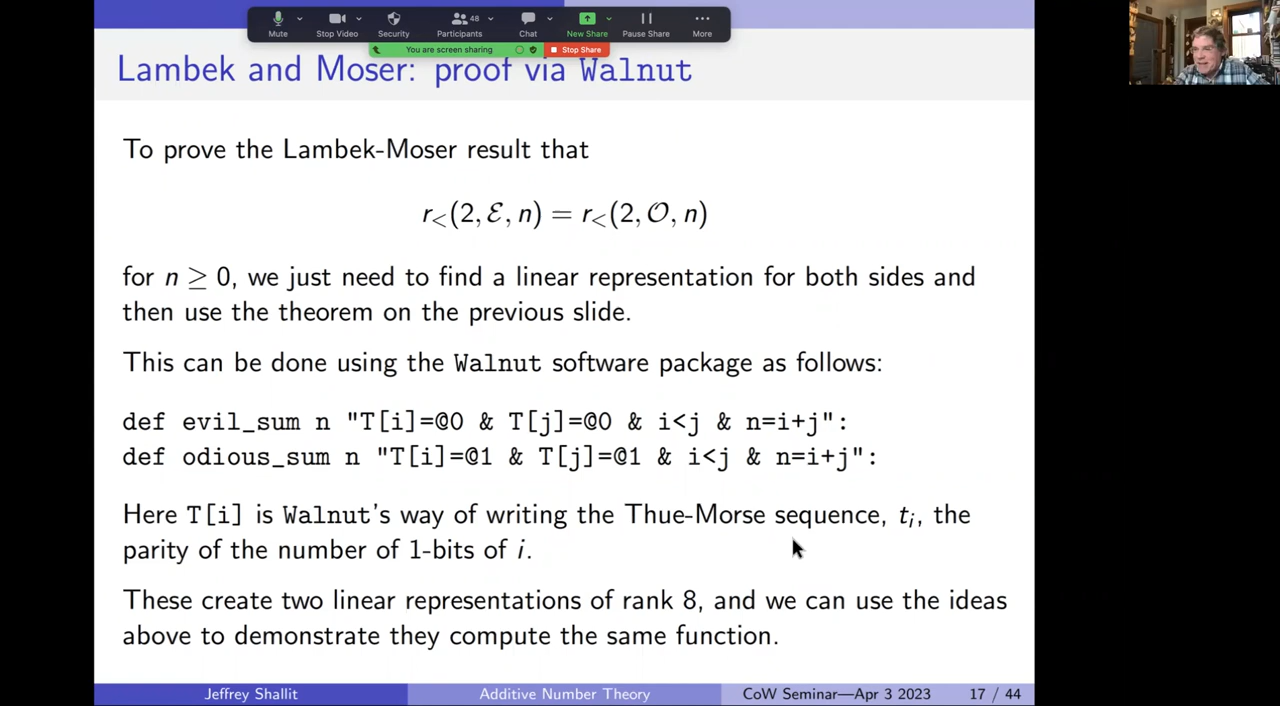 48
Mute
Stop Video
Security
Participants
Chat
New Share
Pause Share
More
You are screen sharing
Stop Share
Lambek and Moser: proof via Walnut
To prove the Lambek-Moser result that
r<(2, ℰ, n) = r<(2, 𝒪, n)
for n ≥ 0, we just need to find a linear representation for both sides and
then use the theorem on the previous slide.
This can be done using the Walnut software package as follows:
def evil_sum n "T[i]=@0 & T[j]=@0 & i<j & n=i+j":
def odious_sum n "T[i]=@1 & T[j]=@1 & i<j & n=i+j":
Here T[i] is Walnut's way of writing the Thue-Morse sequence, tᵢ, the
parity of the number of 1-bits of i.
These create two linear representations of rank 8, and we can use the ideas
above to demonstrate they compute the same function.
Jeffrey Shallit
Additive Number Theory
CoW Seminar—Apr 3 2023
17 / 44